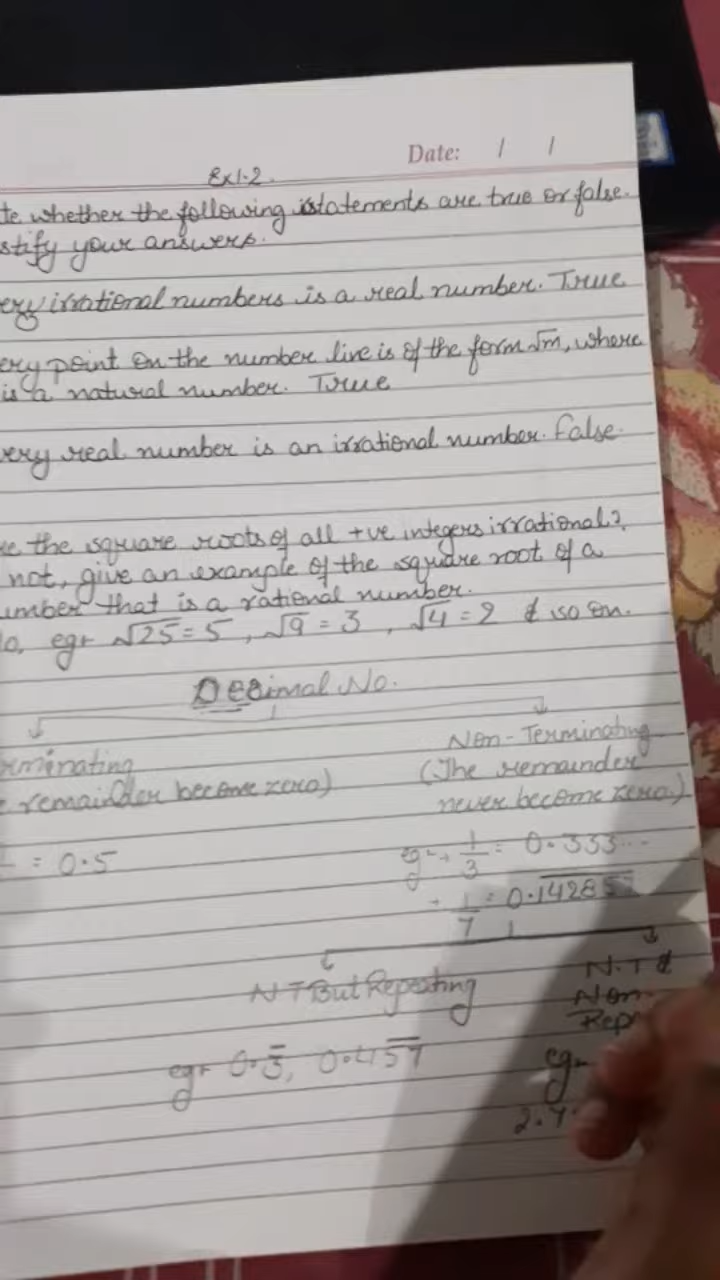 Date: / /
Ex1.2.
te whether the following statements are true or false.
stify your answers.
ery irrational numbers is a real number. True
ery point on the number line is of the form √m, where
is a natural number. True
very real number is an irrational number. False.
re the square roots of all +ve integers irrational?
not, give an example of the square root of a
umber that is a rational number.
o, eg→ √25 = 5, √9 = 3, √4 = 2 & so on.
Decimal No.
rminating
Non-Terminating
e remainder become zero)
(The remainder
never become zero.)
= 0.5
eg→ 1/3 = 0.333...
→ 1/7 = 0.142857
N T But Repeating
N.T &
Non-
Rep
eg→ 0.3̅, 0.457
eg→
2.4